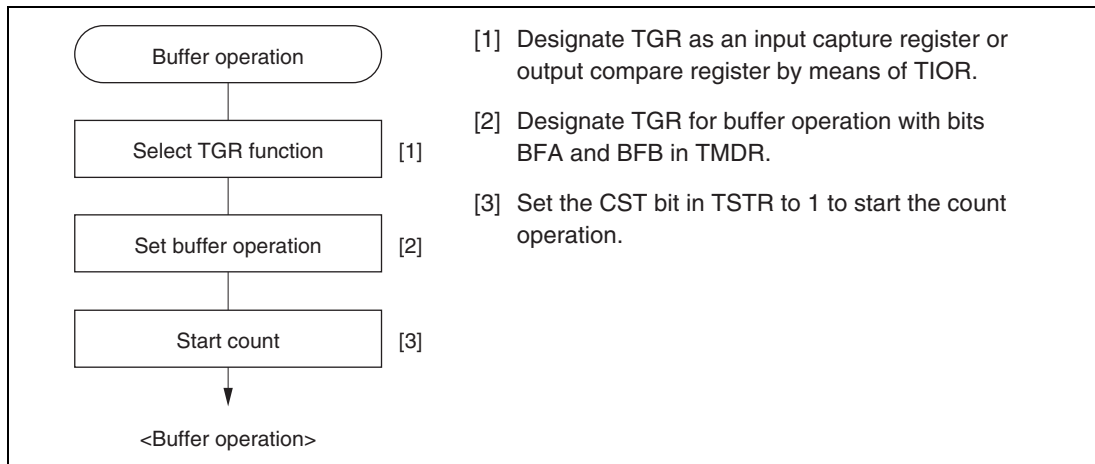 Buffer operation
Select TGR function [1]
Set buffer operation [2]
Start count [3]
<Buffer operation>
[1] Designate TGR as an input capture register or
output compare register by means of TIOR.
[2] Designate TGR for buffer operation with bits
BFA and BFB in TMDR.
[3] Set the CST bit in TSTR to 1 to start the count
operation.